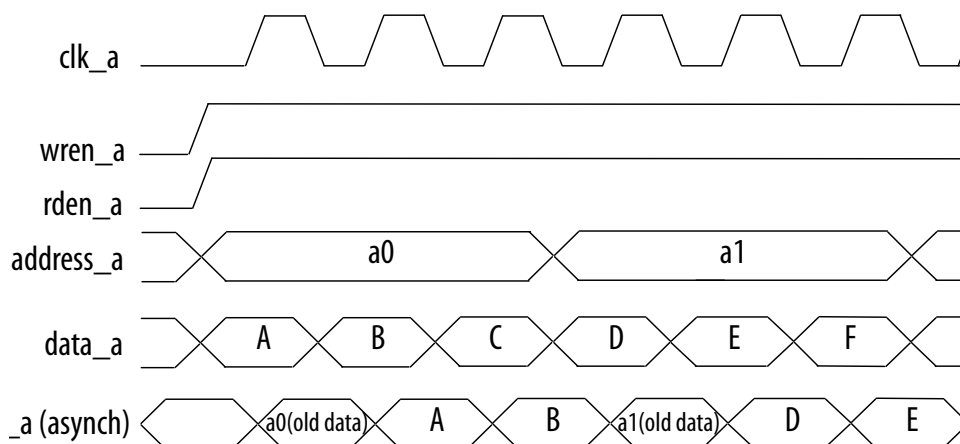 clk_a
wren_a
rden_a
address_a a0 a1
data_a A B C D E F
_a (asynch) a0(old data) A B a1(old data) D E